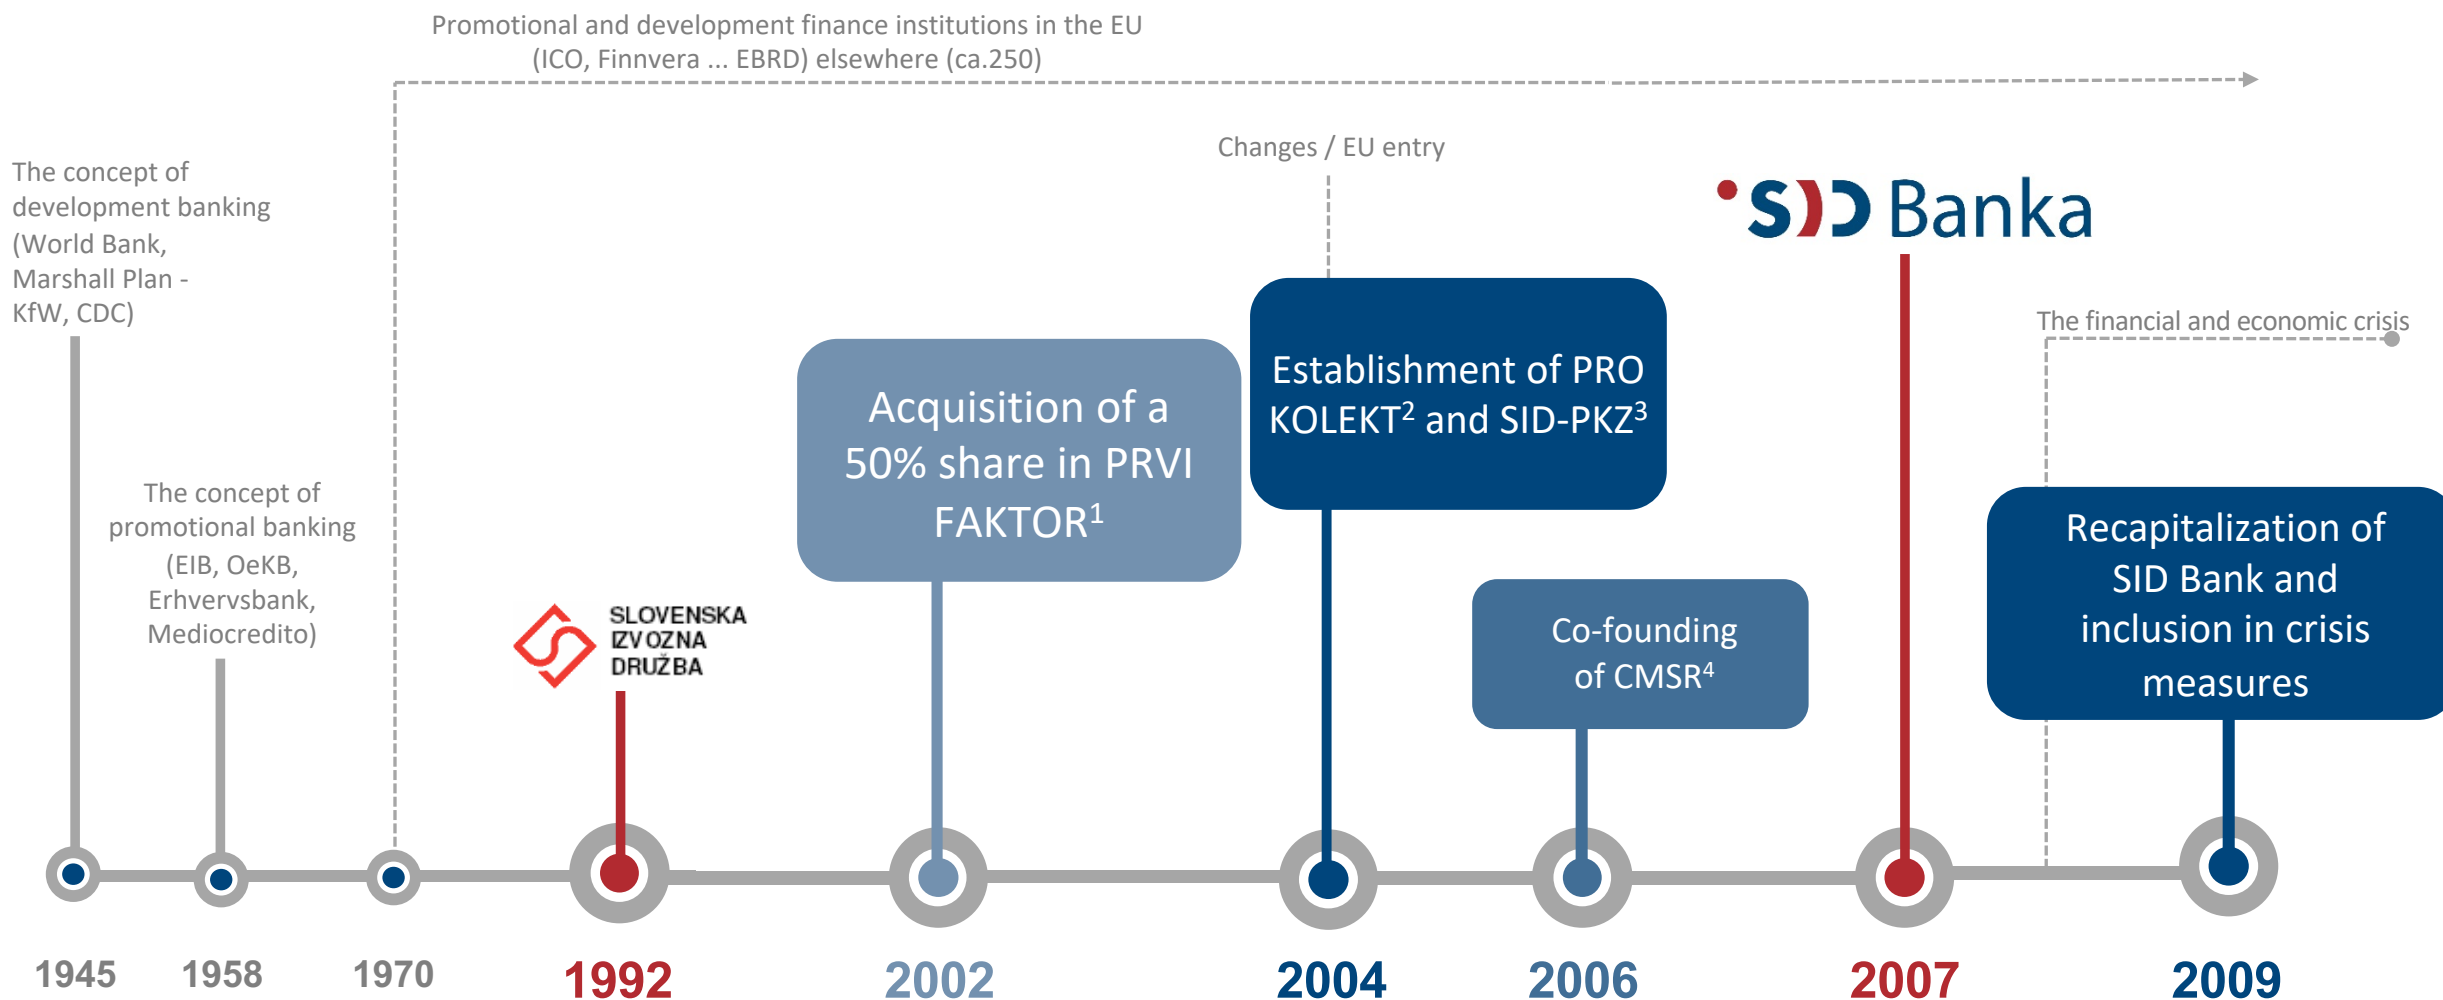 Promotional and development finance institutions in the EU
(ICO, Finnvera ... EBRD) elsewhere (ca.250)
Changes / EU entry
The concept of
development banking
(World Bank,
Marshall Plan -
KfW, CDC)
SID Banka
The financial and economic crisis
Establishment of PRO
KOLEKT² and SID-PKZ³
Acquisition of a
50% share in PRVI
FAKTOR¹
The concept of
promotional banking
(EIB, OeKB,
Erhvervsbank,
Mediocredito)
Recapitalization of
SID Bank and
inclusion in crisis
measures
SLOVENSKA
IZVOZNA
DRUŽBA
Co-founding
of CMSR⁴
1945
1958
1970
1992
2002
2004
2006
2007
2009